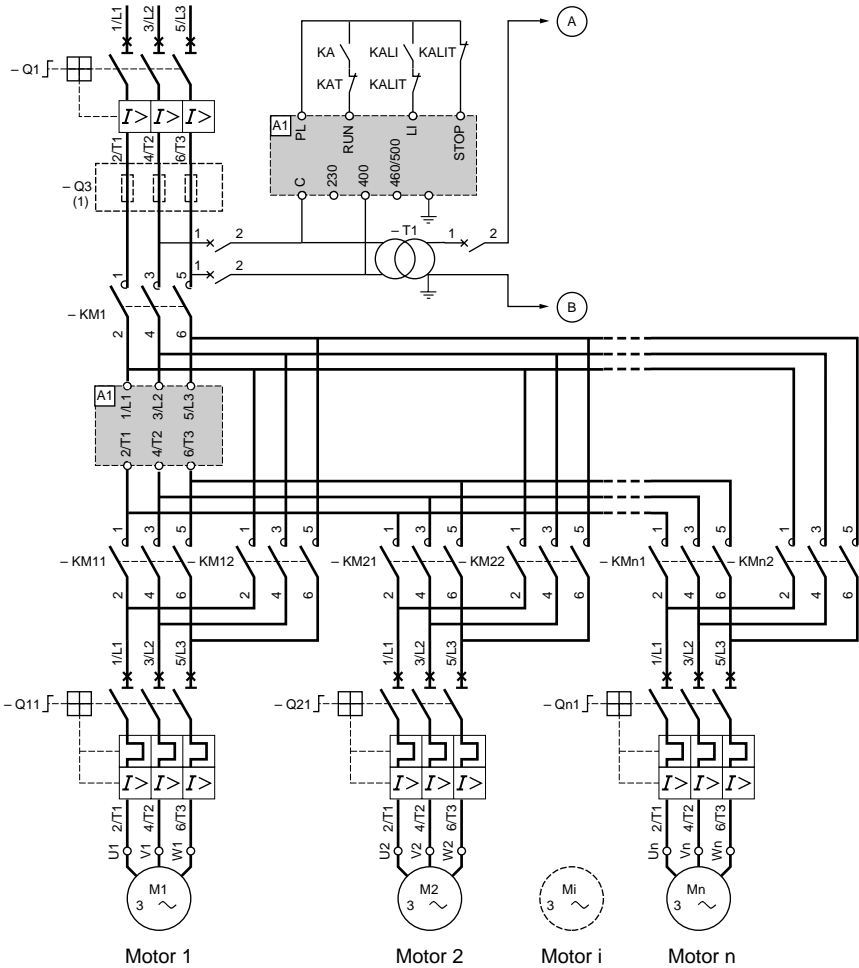 1/L1 3/L2 5/L3
A
KA KALI KALIT
– Q1
KAT KALIT
I> I> I>
A1 PL RUN LI STOP
2/T1 4/T2 6/T3
C 230 400 460/500
– Q3
(1)
1 2 – T1 1 2
1 2
B
1 3 5
– KM1
2 4 6
A1 1/L1 3/L2 5/L3
2/T1 4/T2 6/T3
1 3 5 1 3 5 1 3 5 1 3 5 1 3 5 1 3 5
– KM11 – KM12 – KM21 – KM22 – KMn1 – KMn2
2 4 6 2 4 6 2 4 6 2 4 6 2 4 6 2 4 6
1/L1 3/L2 5/L3 1/L1 3/L2 5/L3 1/L1 3/L2 5/L3
– Q11 – Q21 – Qn1
I> I> I> I> I> I> I> I> I>
2/T1 4/T2 6/T3 2/T1 4/T2 6/T3 2/T1 4/T2 6/T3
U1 V1 W1 U2 V2 W2 Un Vn Wn
M1 M2 Mi Mn
3 ~ 3 ~ 3 ~ 3 ~
Motor 1 Motor 2 Motor i Motor n